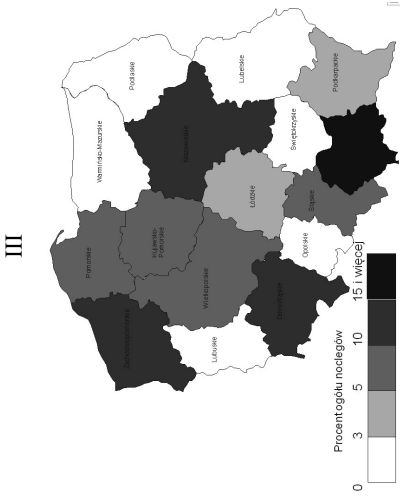 III
Podlaskie
Warmińsko-Mazurskie
Lubelskie
Mazowieckie
Podkarpackie
Świętokrzyskie
Pomorskie
Kujawsko-
Pomorskie
Łódzkie
Śląskie
Zachodniopomorskie
Wielkopolskie
Opolskie
Lubuskie
Dolnośląskie
Procent ogółu noclegów
0 3 5 10 15 i więcej